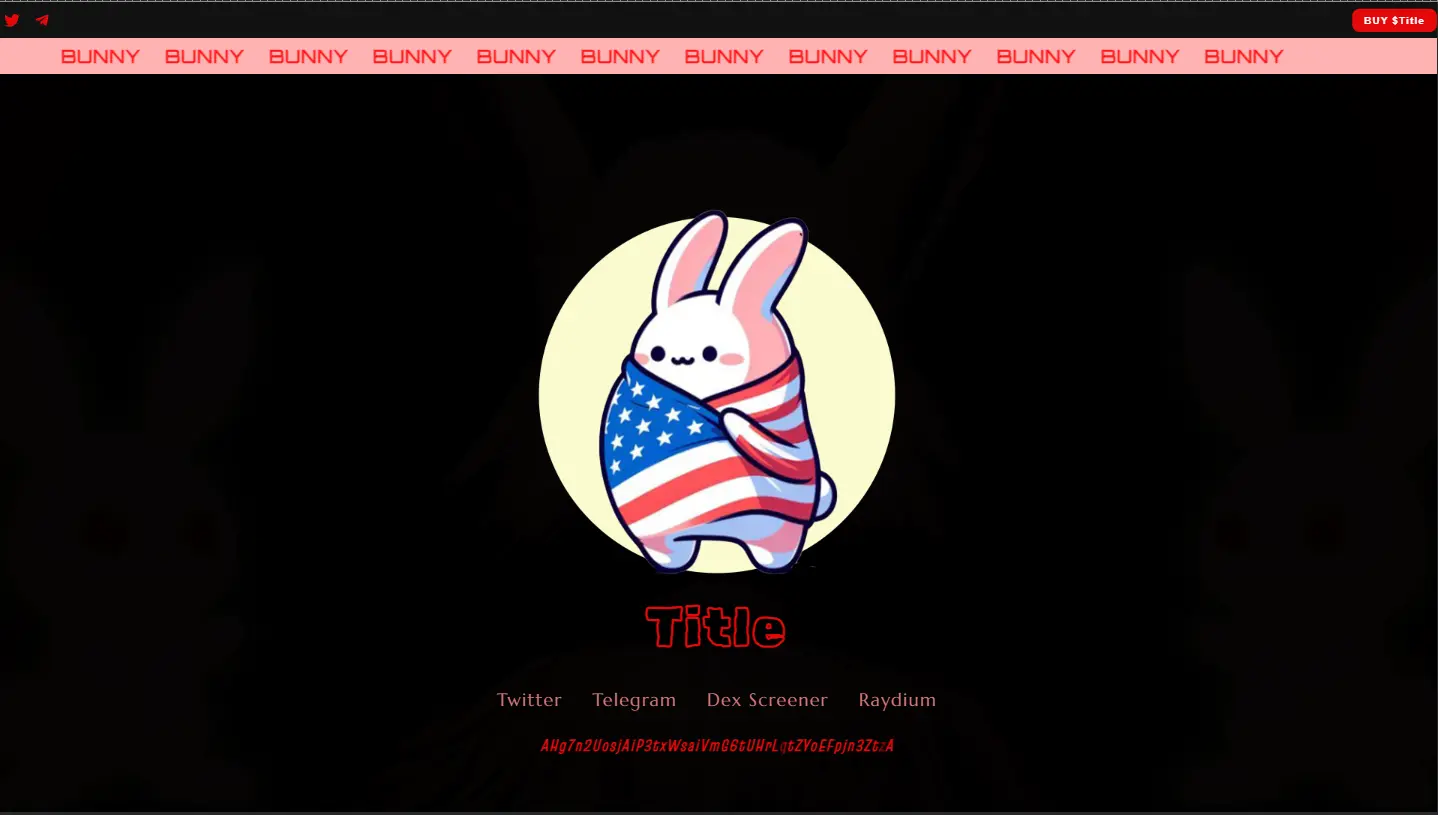 BUY $Title
BUNNY BUNNY BUNNY BUNNY BUNNY BUNNY BUNNY BUNNY BUNNY BUNNY BUNNY BUNNY
Title
Twitter Telegram Dex Screener Raydium
AHg7n2UosjAiP3txWsaiVmG6tUHrLqtZYoEFpjn3ZtzA